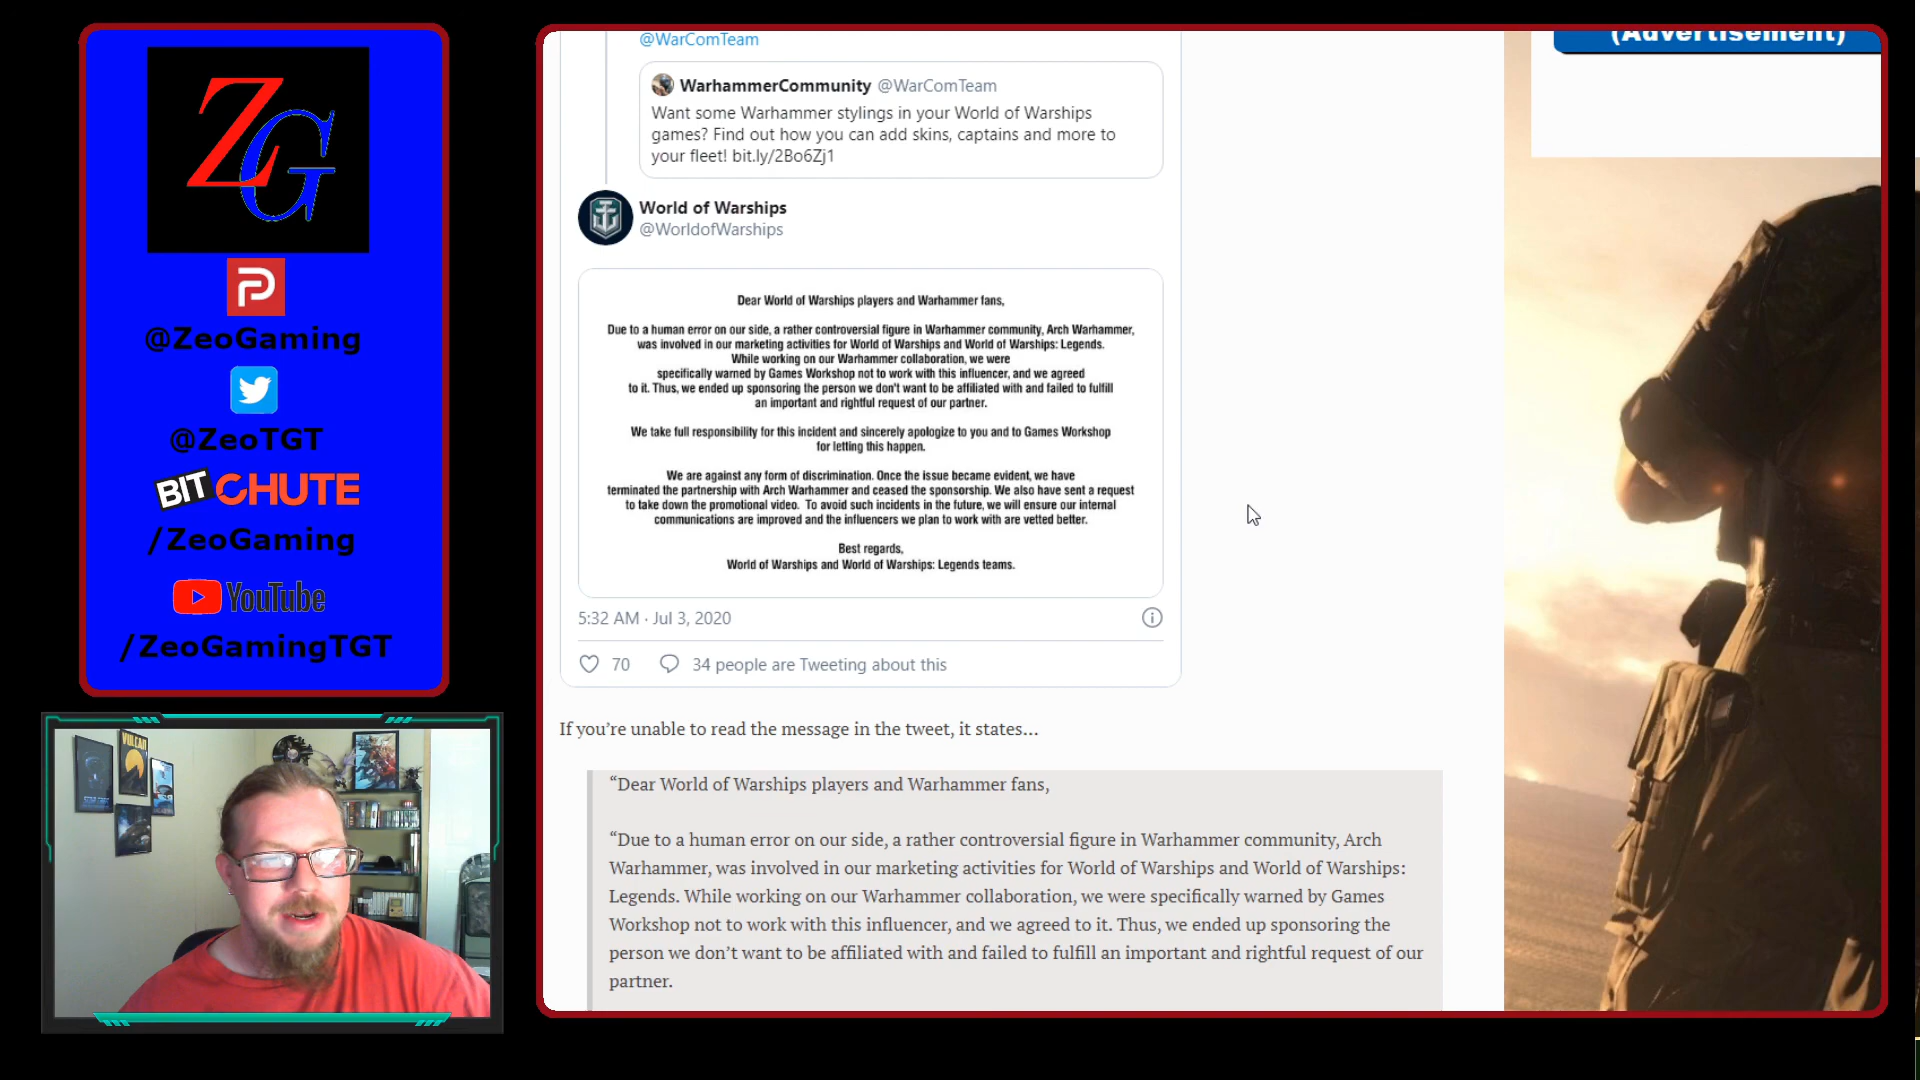 ZG
@ZeoGaming
@ZeoTGT
BITCHUTE
/ZeoGaming
YouTube
/ZeoGamingTGT
VULCAN
@WarComTeam
WarhammerCommunity @WarComTeam
Want some Warhammer stylings in your World of Warships
games? Find out how you can add skins, captains and more to
your fleet! bit.ly/2Bo6Zj1
World of Warships
@WorldofWarships
Dear World of Warships players and Warhammer fans,
Due to a human error on our side, a rather controversial figure in Warhammer community, Arch Warhammer,
was involved in our marketing activities for World of Warships and World of Warships: Legends.
While working on our Warhammer collaboration, we were
specifically warned by Games Workshop not to work with this influencer, and we agreed
to it. Thus, we ended up sponsoring the person we don't want to be affiliated with and failed to fulfill
an important and rightful request of our partner.
We take full responsibility for this incident and sincerely apologize to you and to Games Workshop
for letting this happen.
We are against any form of discrimination. Once the issue became evident, we have
terminated the partnership with Arch Warhammer and ceased the sponsorship. We also have sent a request
to take down the promotional video. To avoid such incidents in the future, we will ensure our internal
communications are improved and the influencers we plan to work with are vetted better.
Best regards,
World of Warships and World of Warships: Legends teams.
5:32 AM · Jul 3, 2020
70 34 people are Tweeting about this
If you’re unable to read the message in the tweet, it states…
“Dear World of Warships players and Warhammer fans,
“Due to a human error on our side, a rather controversial figure in Warhammer community, Arch
Warhammer, was involved in our marketing activities for World of Warships and World of Warships:
Legends. While working on our Warhammer collaboration, we were specifically warned by Games
Workshop not to work with this influencer, and we agreed to it. Thus, we ended up sponsoring the
person we don’t want to be affiliated with and failed to fulfill an important and rightful request of our
partner.
(Advertisement)